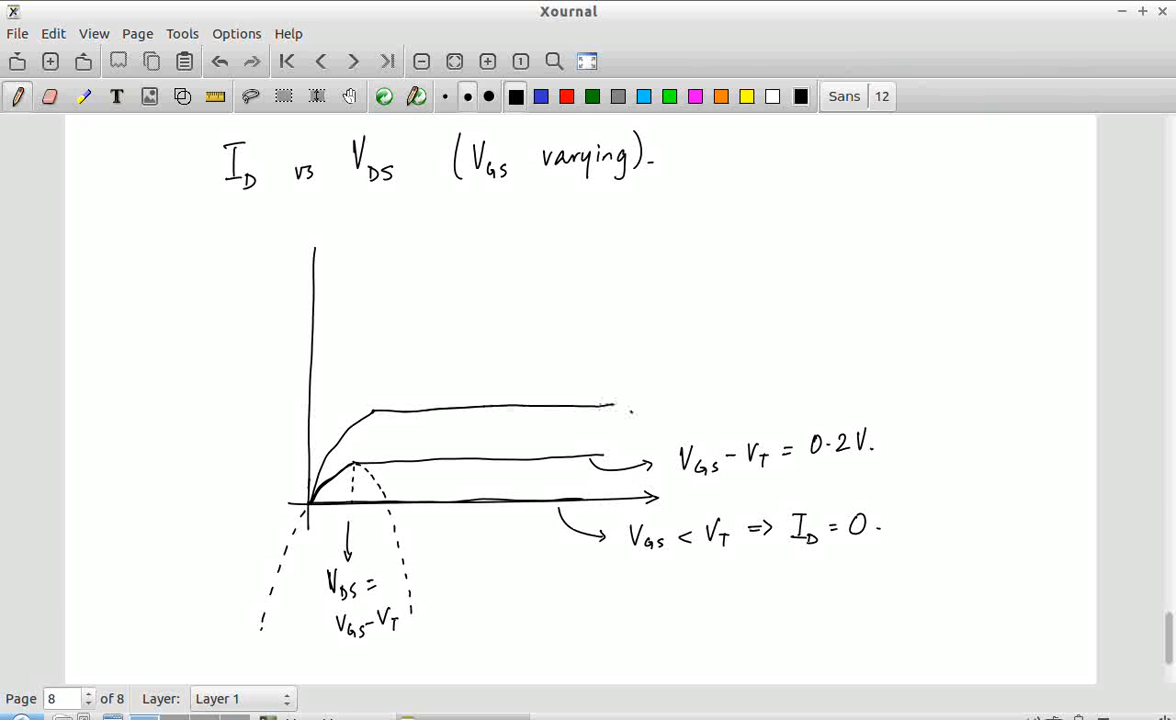 Xournal
File Edit View Page Tools Options Help
Sans 12
I_D vs V_DS (V_GS varying).
V_GS - V_T = 0.2V.
V_GS < V_T => I_D = 0.
V_DS =
V_GS - V_T
Page 8 of 8 Layer: Layer 1